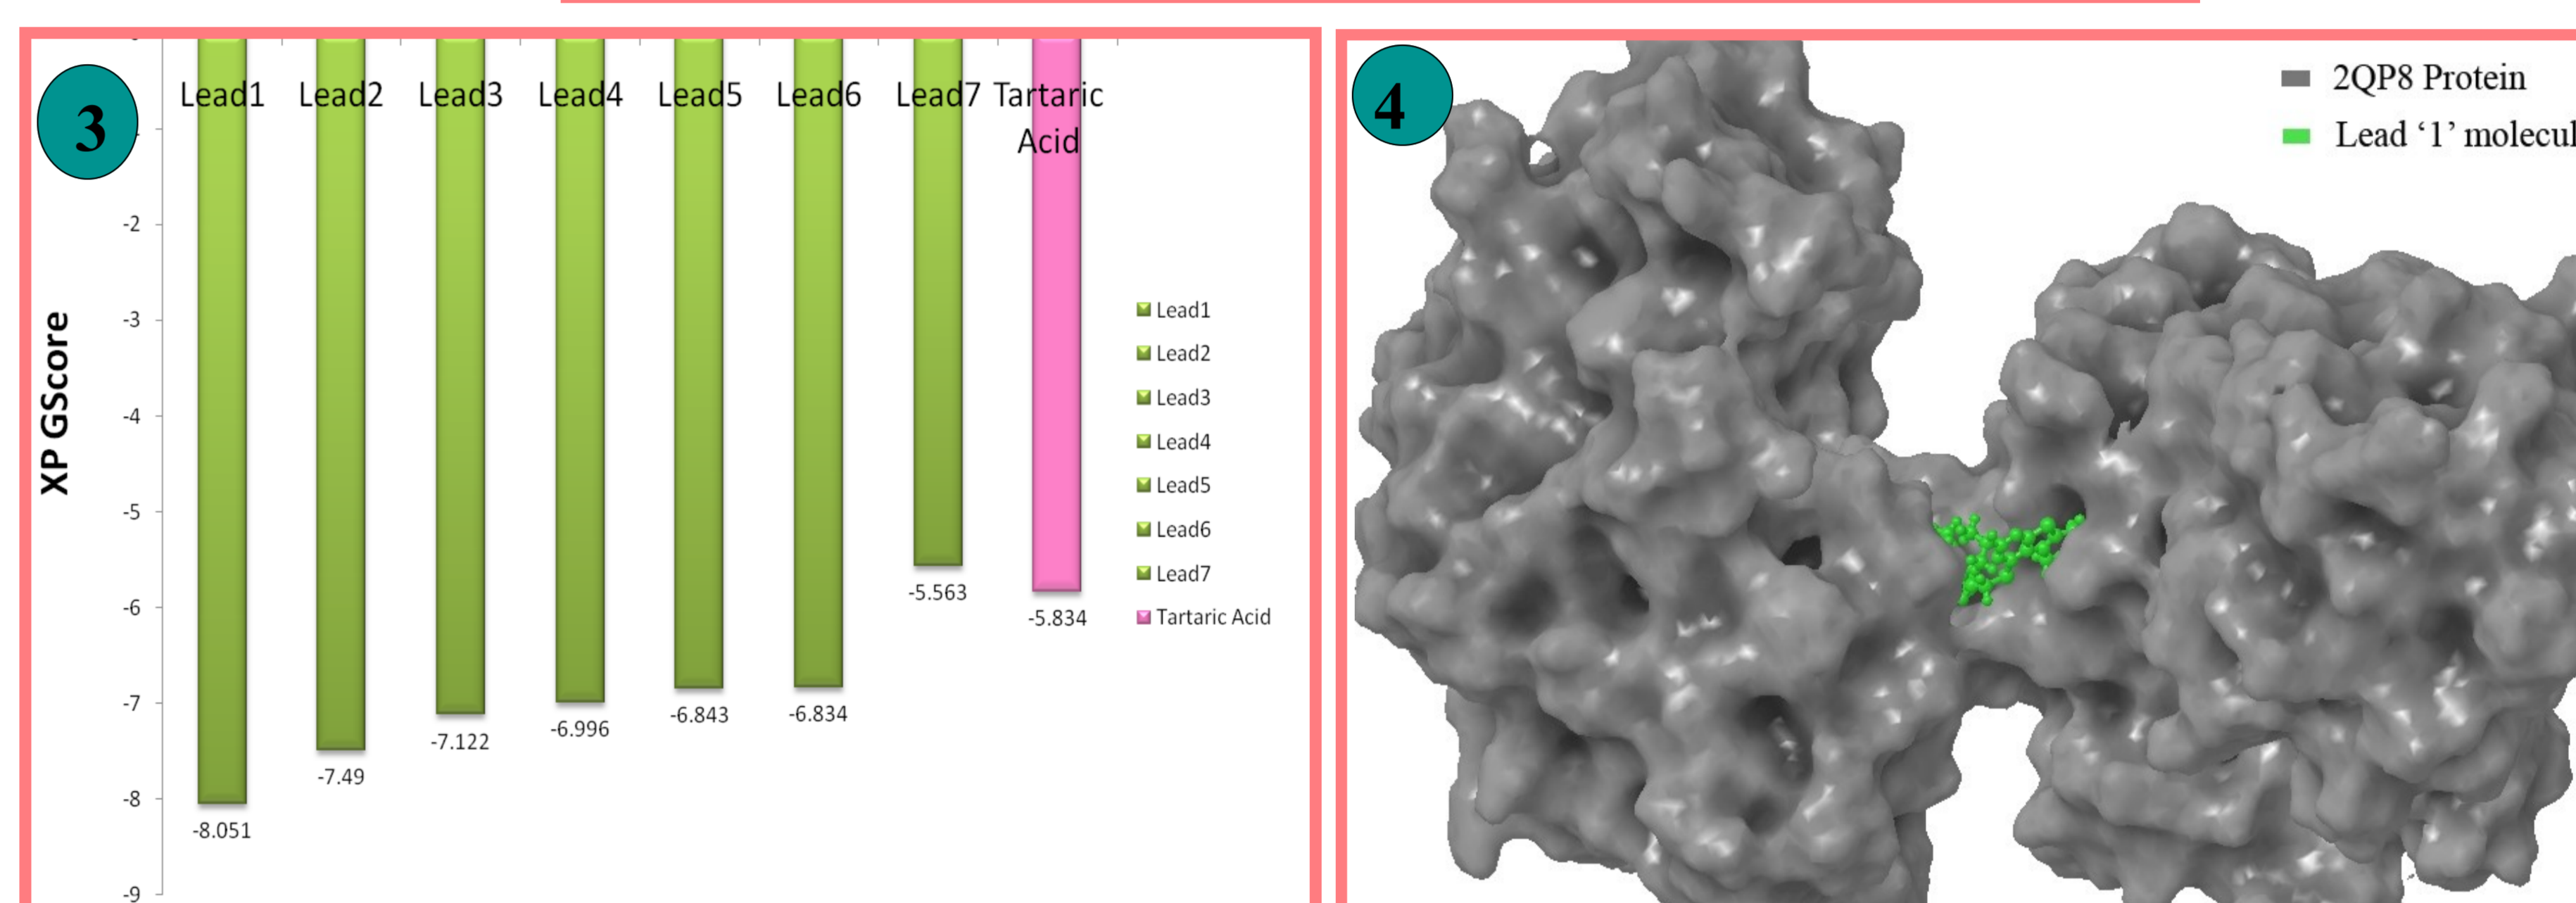 3
Lead1 Lead2 Lead3 Lead4 Lead5 Lead6 Lead7 Tartaric
Acid
-2
-3
-4
-5
-6
-7
-8
-9
XP GScore
-8.051
-7.49
-7.122
-6.996
-6.843
-6.834
-5.563
-5.834
Lead1
Lead2
Lead3
Lead4
Lead5
Lead6
Lead7
Tartaric Acid
4
2QP8 Protein
Lead ‘1’